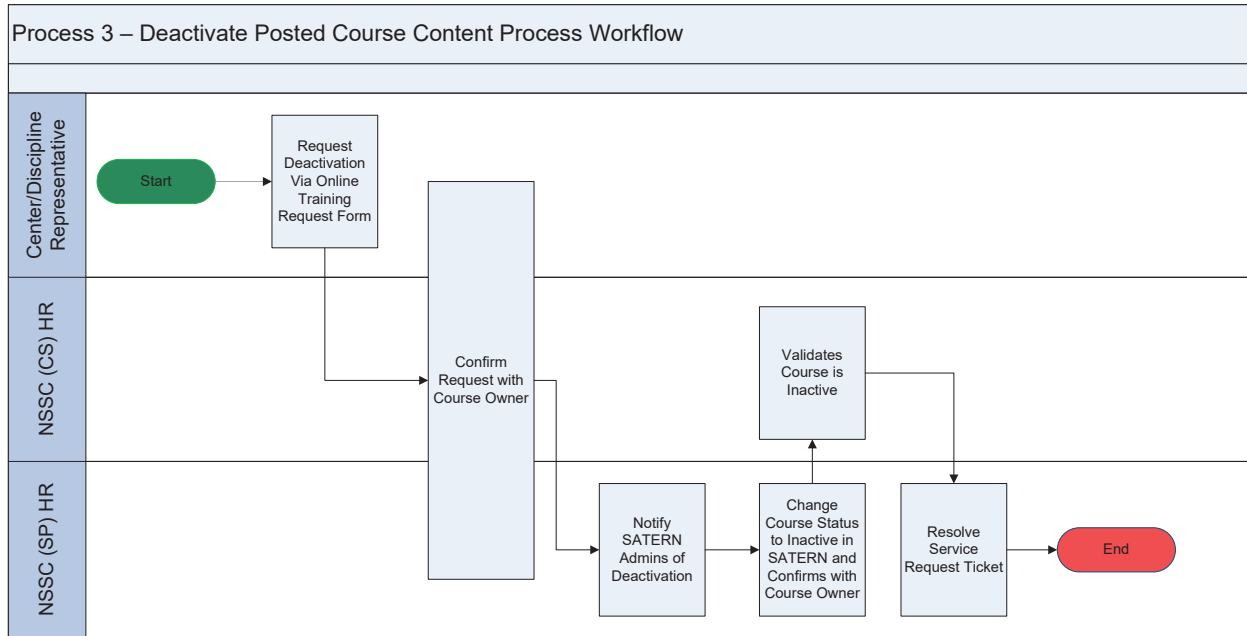 Process 3 – Deactivate Posted Course Content Process Workflow
Center/Discipline
Representative
Start
Request
Deactivation
Via Online
Training
Request Form
NSSC (CS) HR
Confirm
Request with
Course Owner
Validates
Course is
Inactive
NSSC (SP) HR
Notify
SATERN
Admins of
Deactivation
Change
Course Status
to Inactive in
SATERN and
Confirms with
Course Owner
Resolve
Service
Request Ticket
End